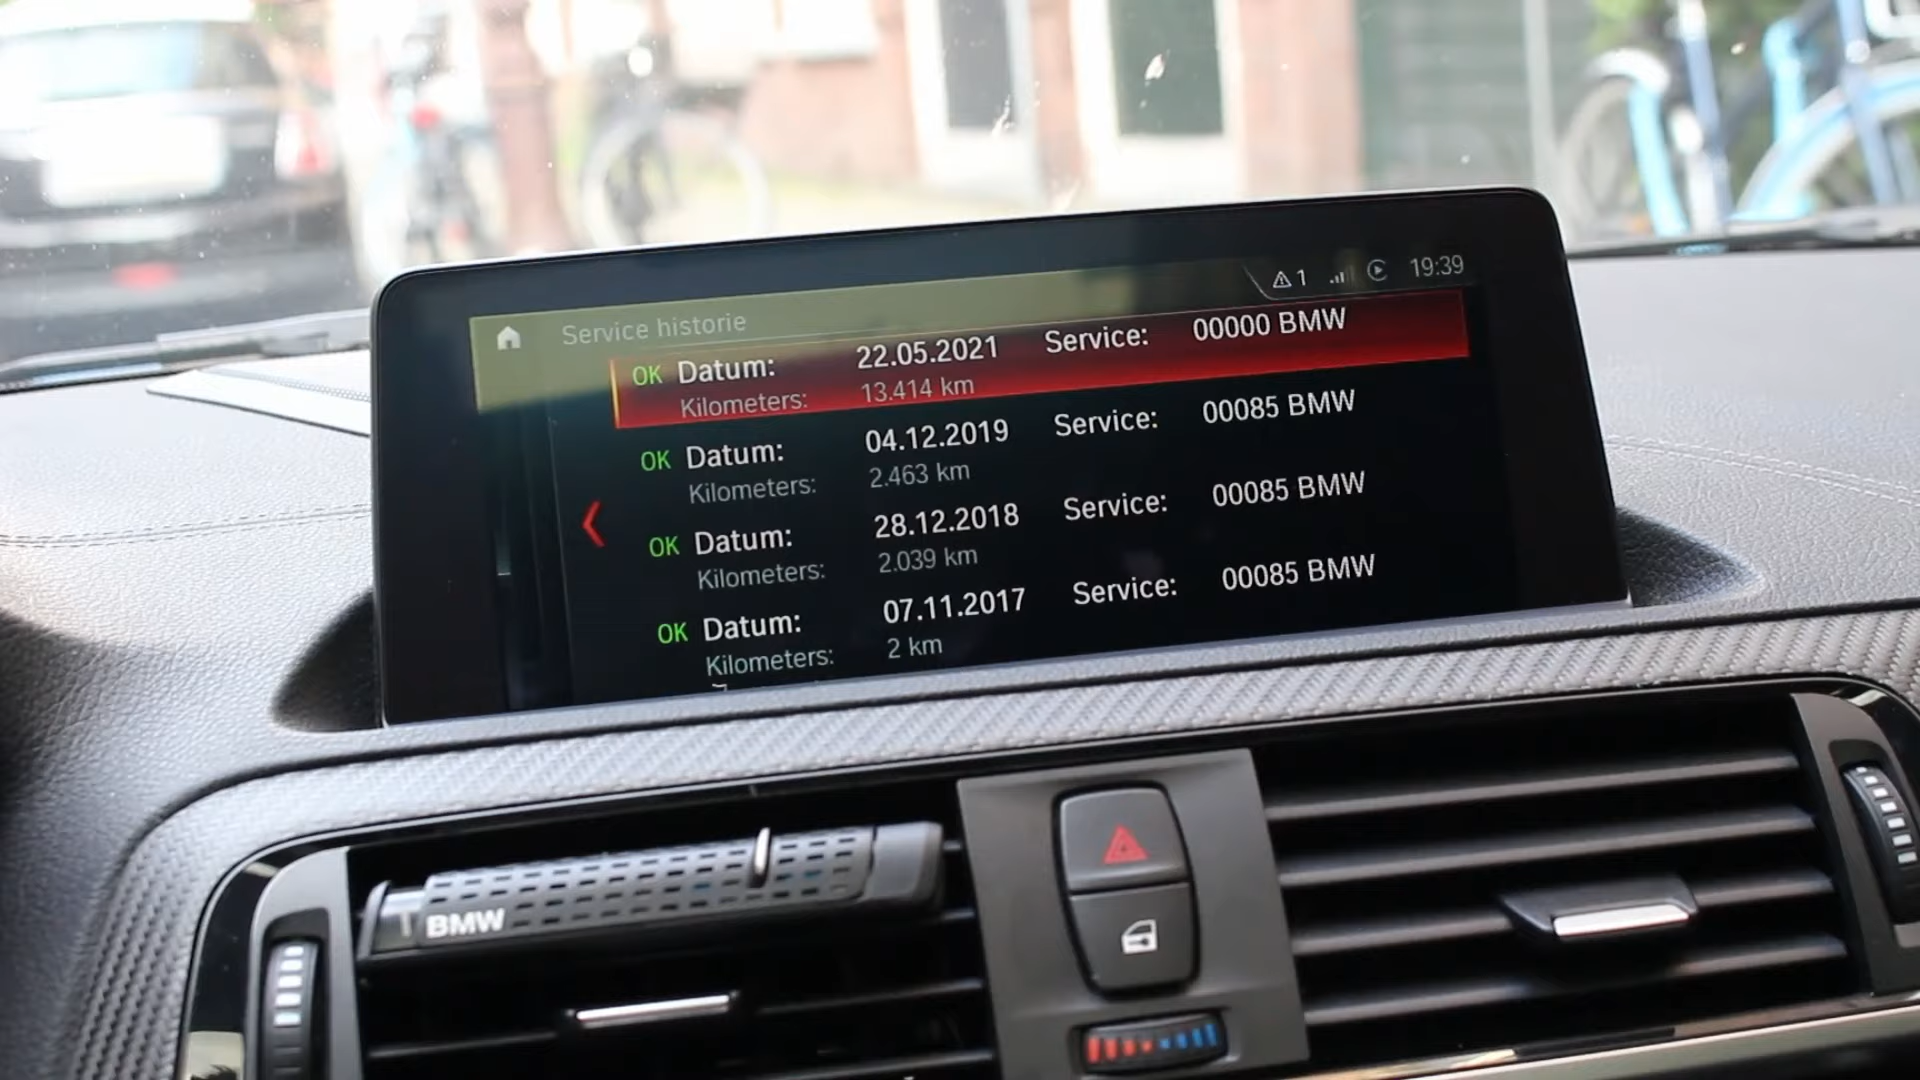 1 19:39
Service historie
OK Datum: 22.05.2021 Service: 00000 BMW
Kilometers: 13.414 km
OK Datum: 04.12.2019 Service: 00085 BMW
Kilometers: 2.463 km
OK Datum: 28.12.2018 Service: 00085 BMW
Kilometers: 2.039 km
OK Datum: 07.11.2017 Service: 00085 BMW
Kilometers: 2 km
BMW